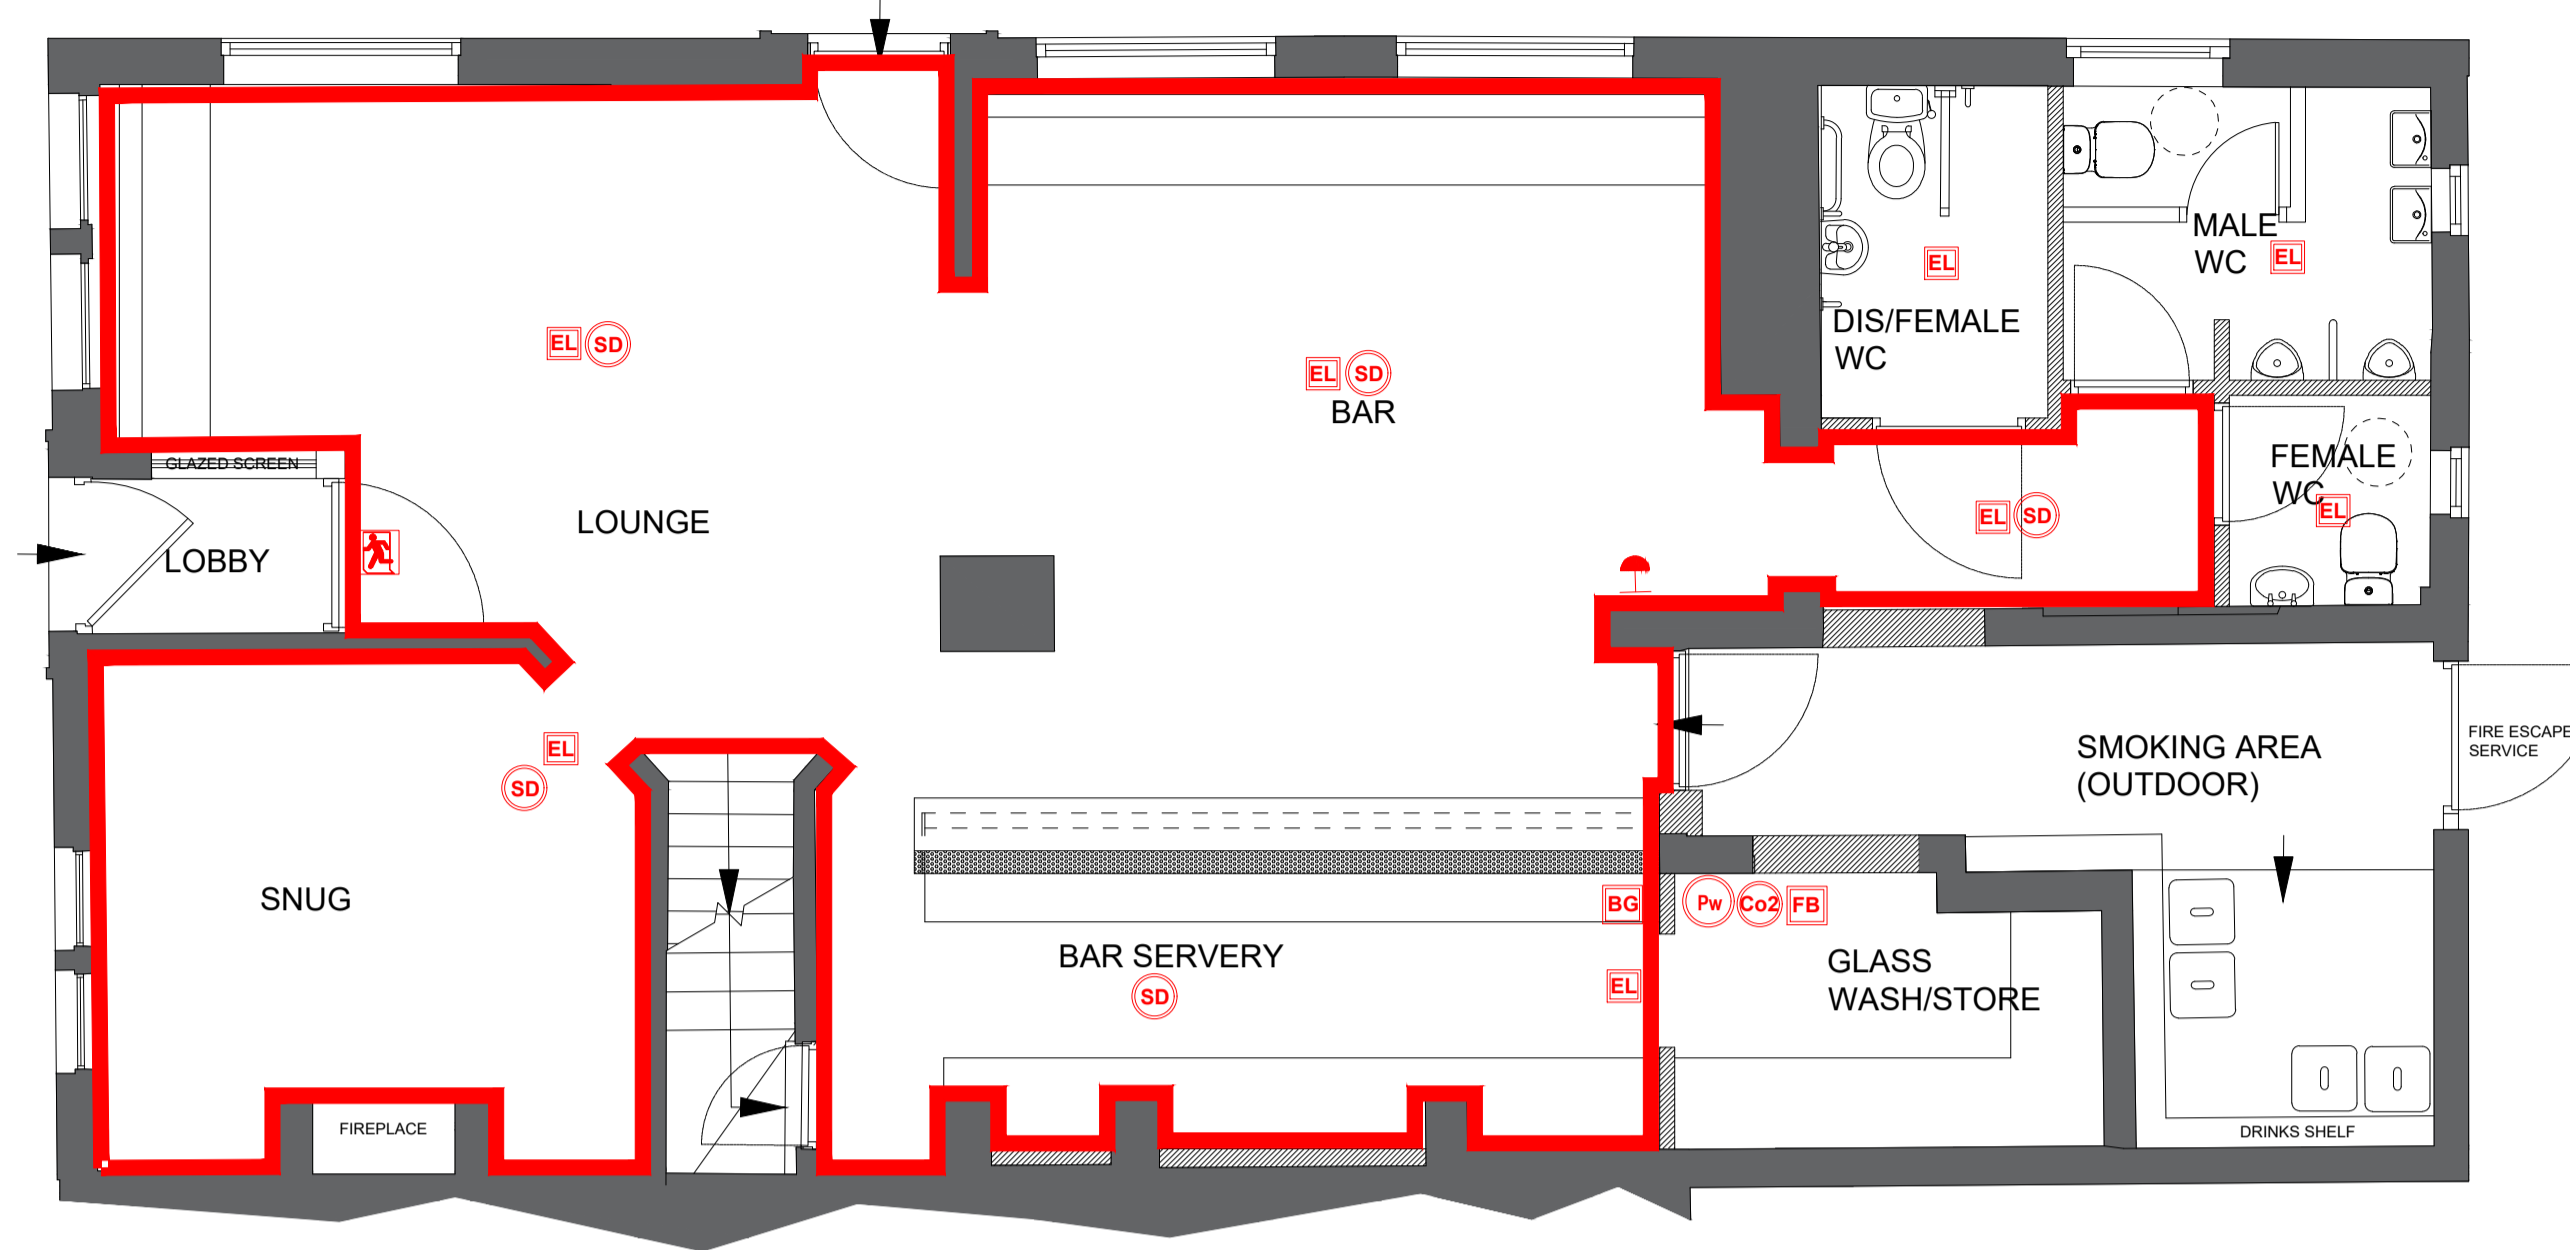 MALE
WC
EL
EL
DIS/FEMALE
WC
EL SD
EL SD
BAR
GLAZED SCREEN
FEMALE
WC
EL
LOUNGE
EL SD
LOBBY
EL
SD
SMOKING AREA
(OUTDOOR)
FIRE ESCAPE
SERVICE
SNUG
BG
Pw Co2 FB
BAR SERVERY
SD
EL
GLASS
WASH/STORE
FIREPLACE
DRINKS SHELF